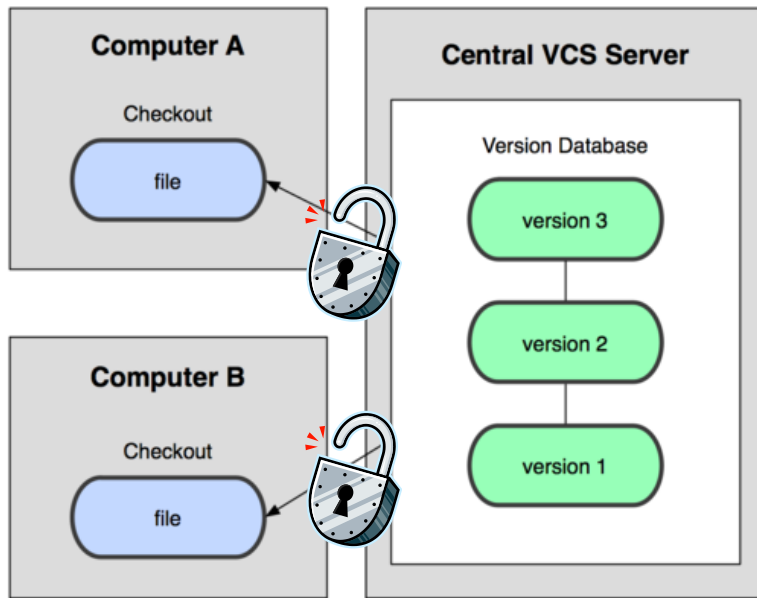 Computer A
Checkout
file
Computer B
Checkout
file
Central VCS Server
Version Database
version 3
version 2
version 1